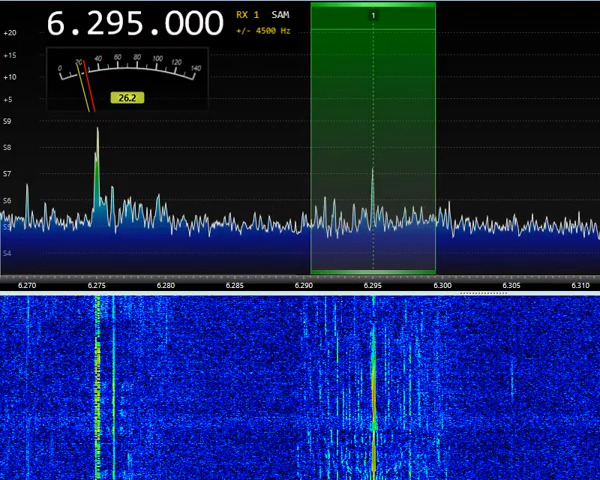 6.295.000
RX 1 SAM
+/- 4500 Hz
1
+20
+15
+10
+5
S9
S8
S7
S6
S5
S4
0 20 40 60 80 100 120 140
26.2
6.270 6.275 6.280 6.285 6.290 6.295 6.300 6.305 6.310